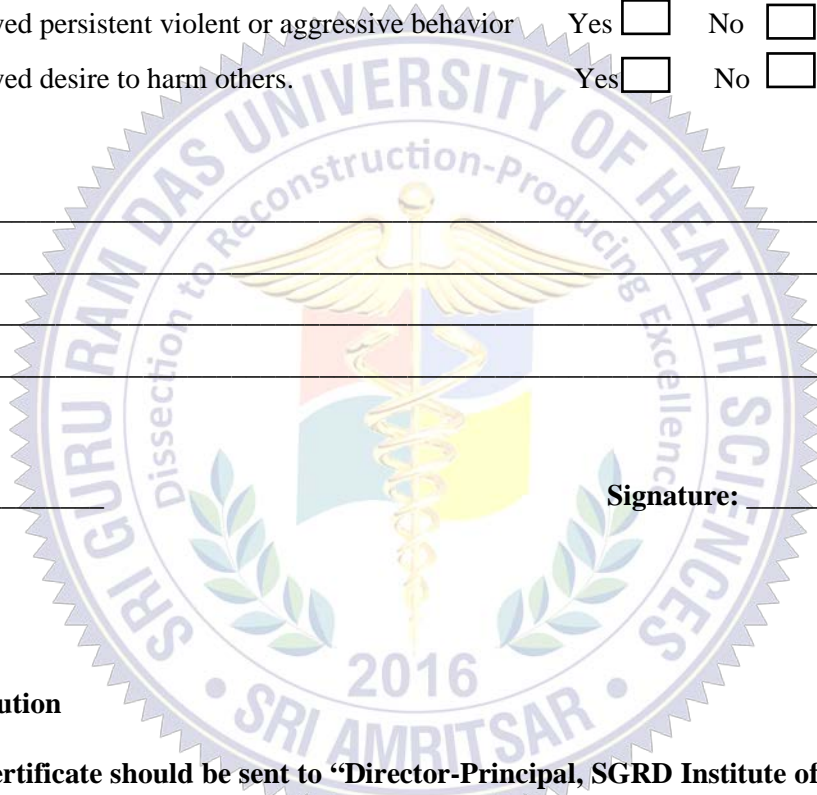 yed persistent violent or aggressive behavior Yes No
yed desire to harm others. Yes No
SRI GURU RAM DAS UNIVERSITY OF HEALTH SCIENCES
Dissection to Reconstruction-Producing Excellence
Signature:
2016
• SRI AMRITSAR •
ution
ertificate should be sent to “Director-Principal, SGRD Institute of